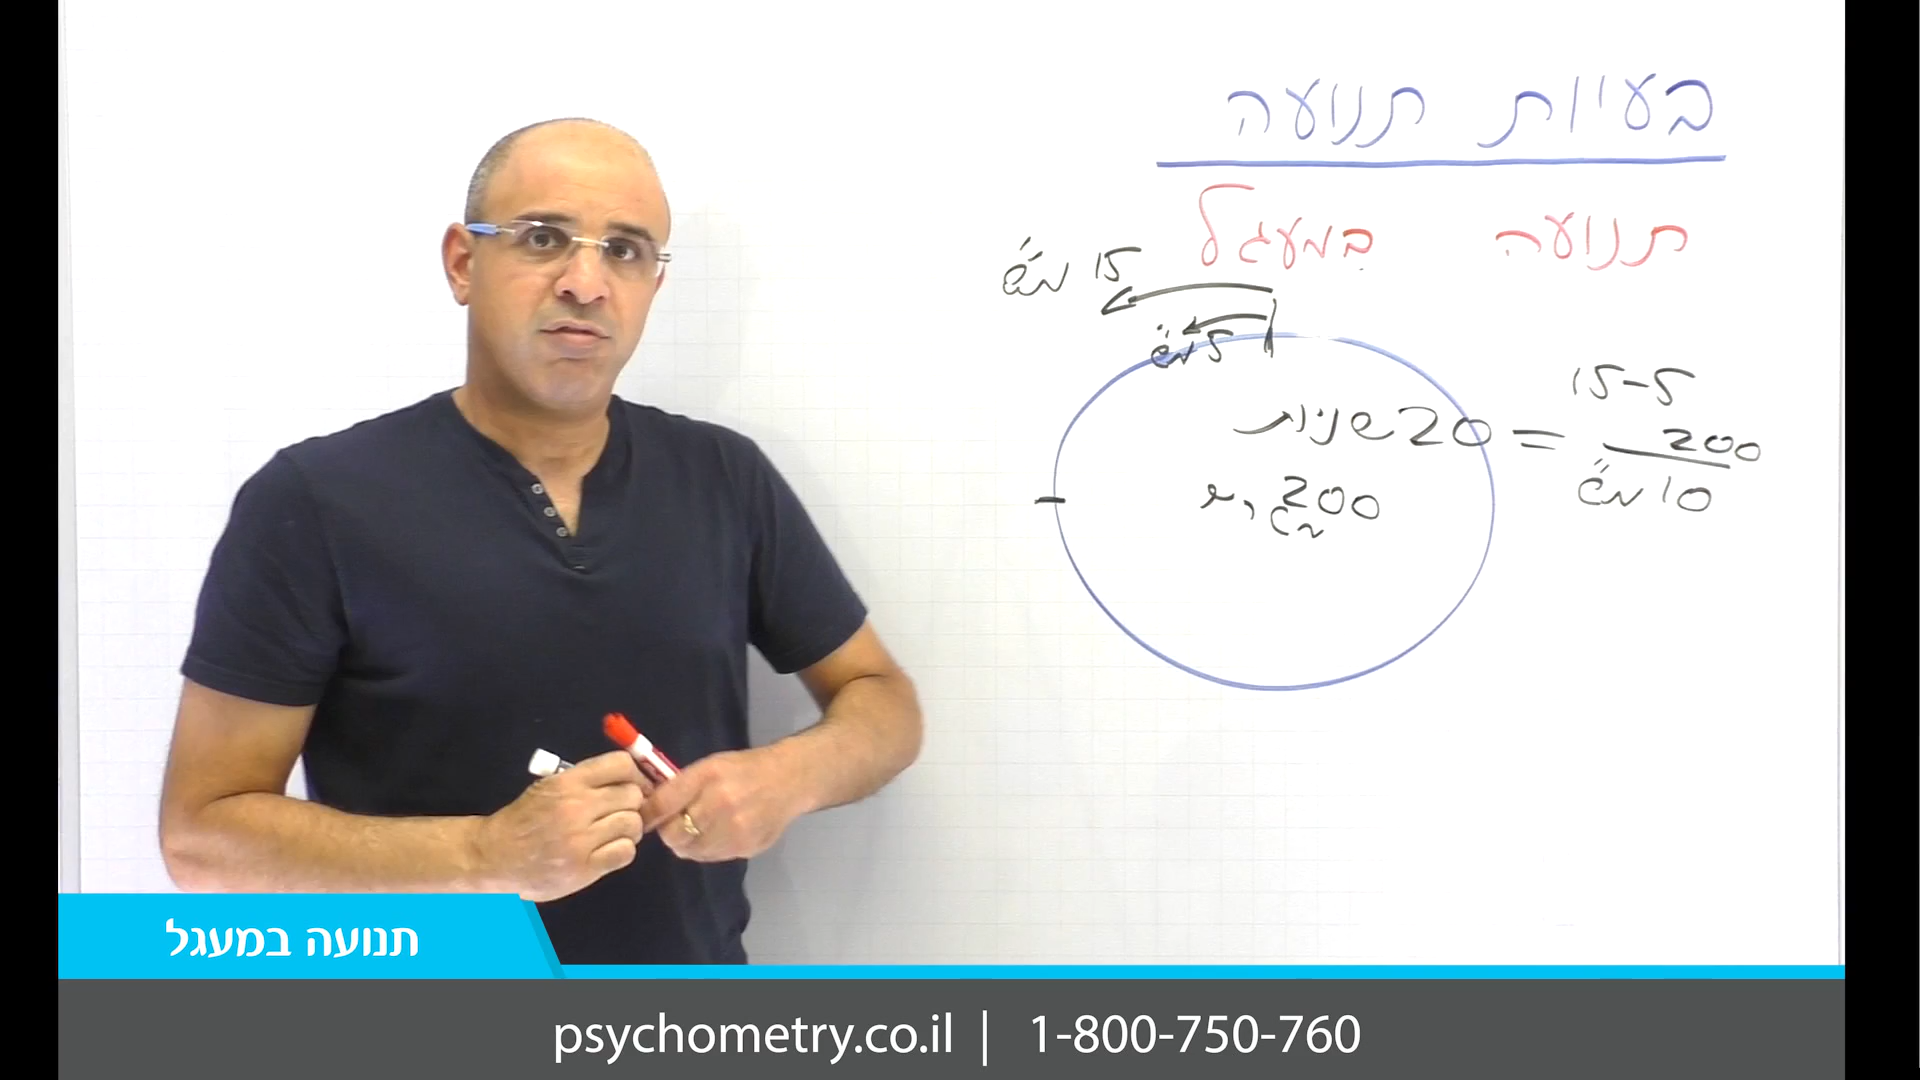 בעיות תנועה
תנועה במעגל
15 מ"ש
5 מ"ש
15-5
20 שניות = 200
10 מ"ש
200
תנועה במעגל
psychometry.co.il | 1-800-750-760